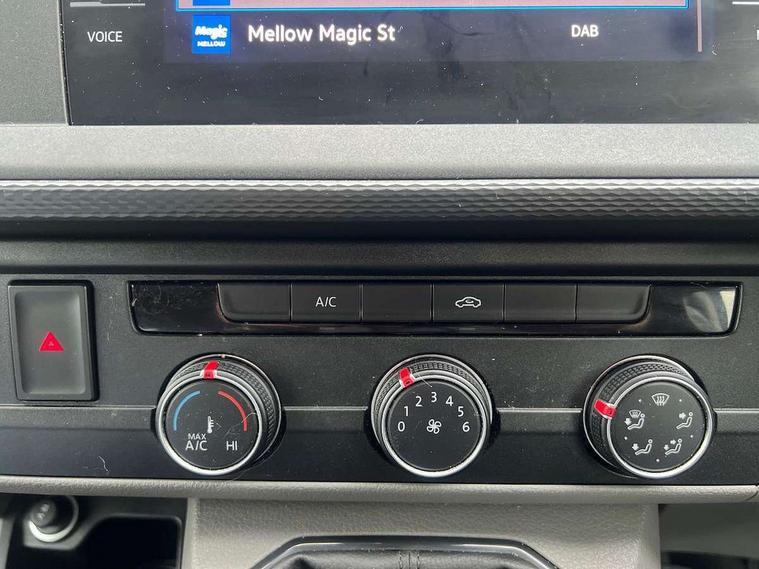 VOICE
Magic
MELLOW
Mellow Magic St
DAB
A/C
MAX
A/C
HI
0 1 2 3 4 5 6